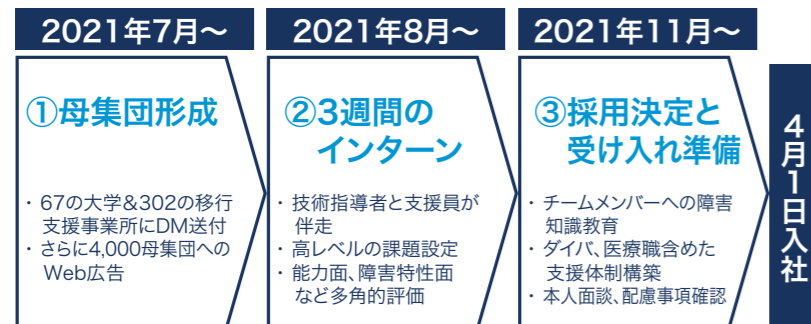 2021年7月〜
①母集団形成
・67の大学&302の移行
支援事業所にDM送付
・さらに4,000母集団への
Web広告
2021年8月〜
②3週間の
インターン
・技術指導者と支援員が
伴走
・高レベルの課題設定
・能力面、障害特性面
など多角的評価
2021年11月〜
③採用決定と
受け入れ準備
・チームメンバーへの障害
知識教育
・ダイバ、医療職含めた
支援体制構築
・本人面談、配慮事項確認
4月1日入社